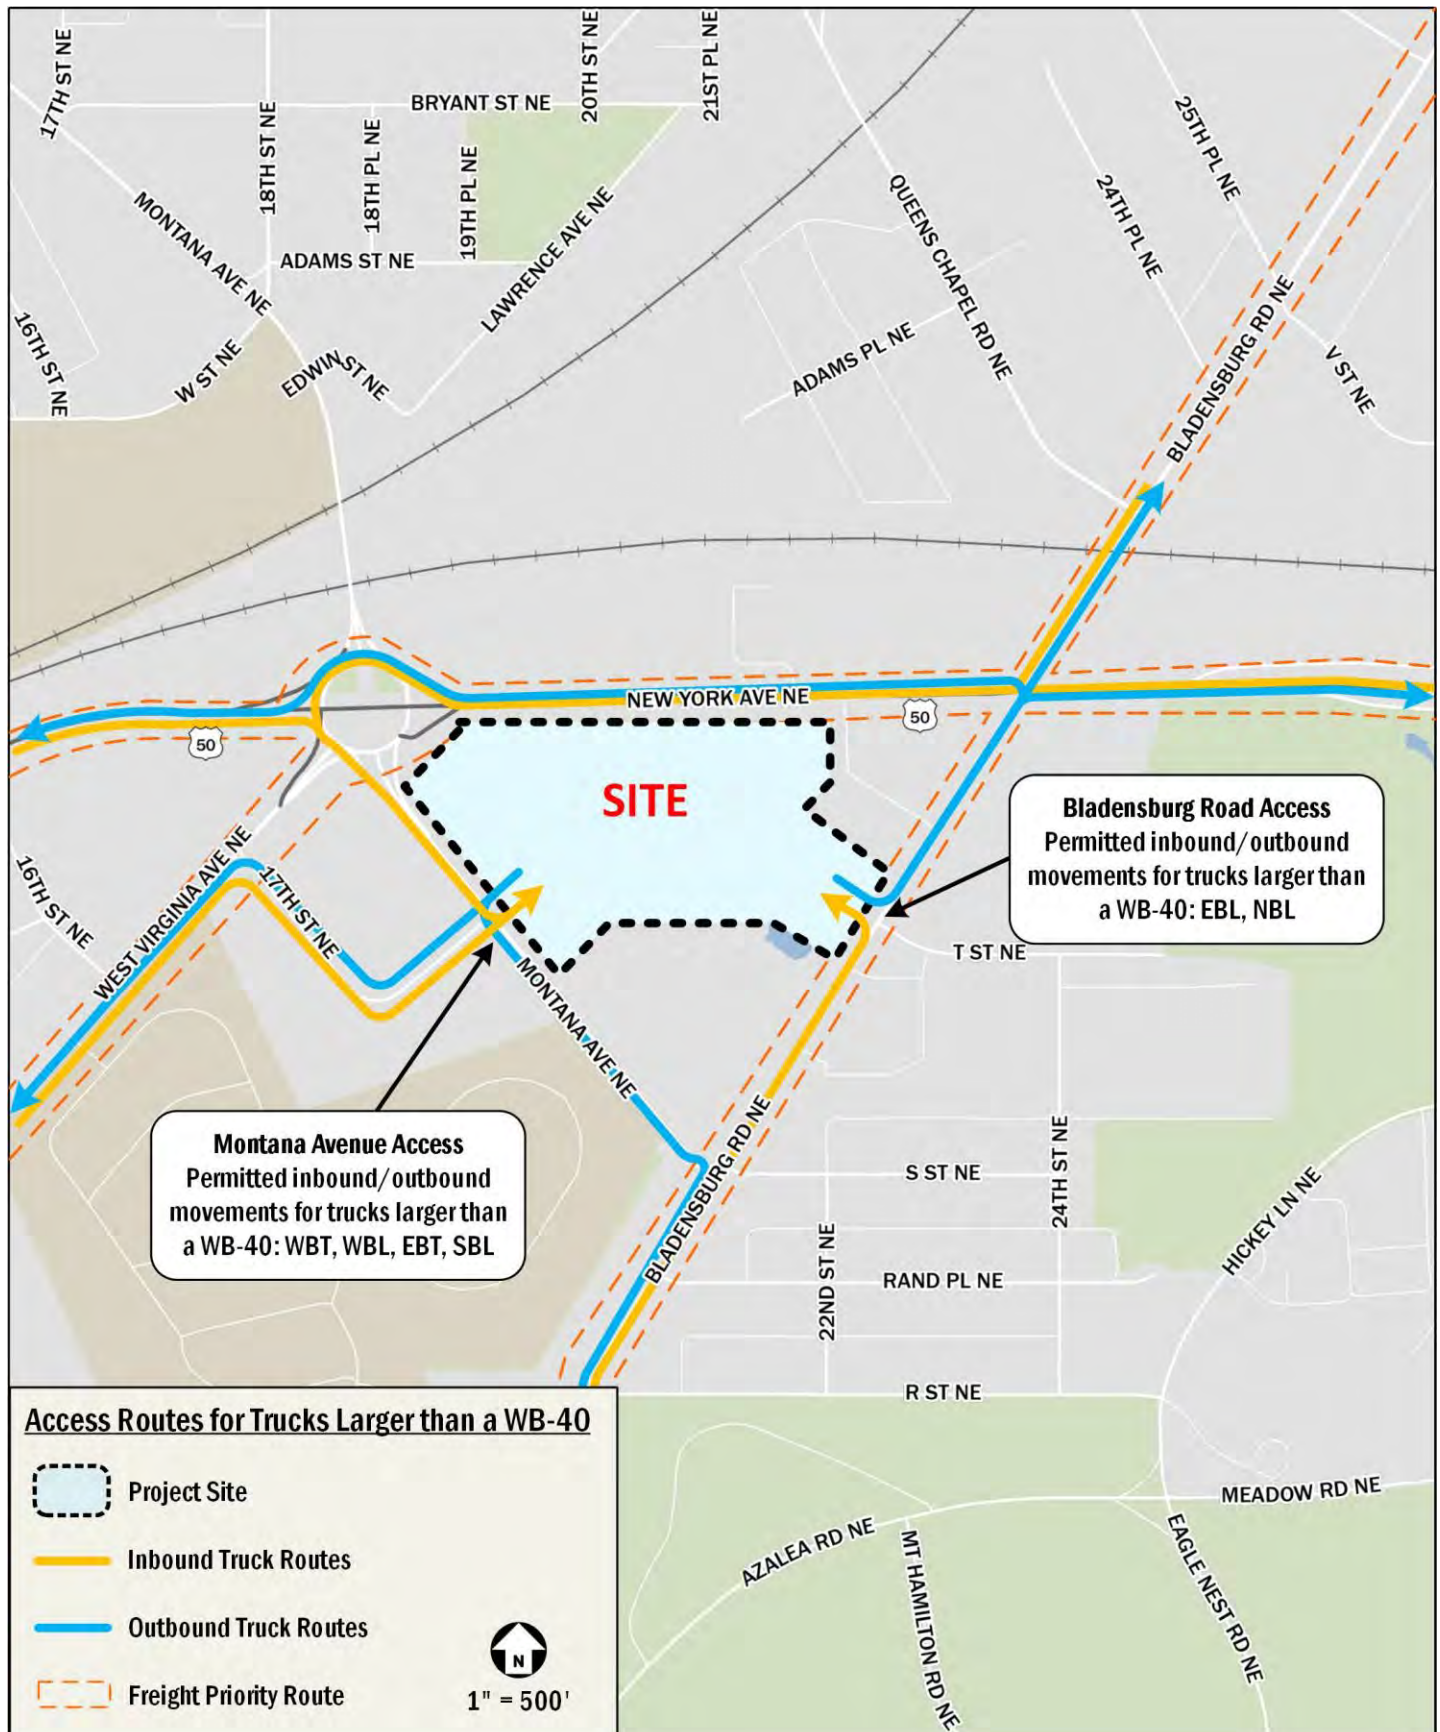 17TH ST NE
18TH ST NE
18TH PL NE
19TH PL NE
BRYANT ST NE
20TH ST NE
21ST PL NE
25TH PL NE
24TH PL NE
QUEENS CHAPEL RD NE
MONTANA AVE NE
ADAMS ST NE
LAWRENCE AVE NE
16TH ST NE
W ST NE
EDWIN ST NE
ADAMS PL NE
BLADENSBURG RD NE
V ST NE
NEW YORK AVE NE
50
50
SITE
Bladensburg Road Access
Permitted inbound/outbound
movements for trucks larger than
a WB-40: EBL, NBL
16TH ST NE
WEST VIRGINIA AVE NE
17TH ST NE
T ST NE
MONTANA AVE NE
Montana Avenue Access
Permitted inbound/outbound
movements for trucks larger than
a WB-40: WBT, WBL, EBT, SBL
BLADENSBURG RD NE
S ST NE
24TH ST NE
22ND ST NE
HICKEY LN NE
RAND PL NE
R ST NE
MEADOW RD NE
AZALEA RD NE
MT HAMILTON RD NE
EAGLE NEST RD NE
Access Routes for Trucks Larger than a WB-40
Project Site
Inbound Truck Routes
Outbound Truck Routes
Freight Priority Route
N
1" = 500'